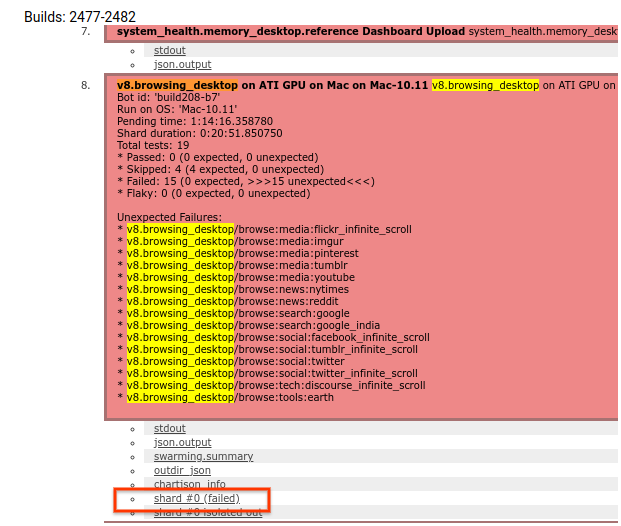 Builds: 2477-2482
7. system_health.memory_desktop.reference Dashboard Upload system_health.memory_desk
stdout
json.output
8. v8.browsing_desktop on ATI GPU on Mac on Mac-10.11 v8.browsing_desktop on ATI GPU on
Bot id: 'build208-b7'
Run on OS: 'Mac-10.11'
Pending time: 1:14:16.358780
Shard duration: 0:20:51.850750
Total tests: 19
* Passed: 0 (0 expected, 0 unexpected)
* Skipped: 4 (4 expected, 0 unexpected)
* Failed: 15 (0 expected, >>>15 unexpected<<<)
* Flaky: 0 (0 expected, 0 unexpected)
Unexpected Failures:
* v8.browsing_desktop/browse:media:flickr_infinite_scroll
* v8.browsing_desktop/browse:media:imgur
* v8.browsing_desktop/browse:media:pinterest
* v8.browsing_desktop/browse:media:tumblr
* v8.browsing_desktop/browse:media:youtube
* v8.browsing_desktop/browse:news:nytimes
* v8.browsing_desktop/browse:news:reddit
* v8.browsing_desktop/browse:search:google
* v8.browsing_desktop/browse:search:google_india
* v8.browsing_desktop/browse:social:facebook_infinite_scroll
* v8.browsing_desktop/browse:social:tumblr_infinite_scroll
* v8.browsing_desktop/browse:social:twitter
* v8.browsing_desktop/browse:social:twitter_infinite_scroll
* v8.browsing_desktop/browse:tech:discourse_infinite_scroll
* v8.browsing_desktop/browse:tools:earth
stdout
json.output
swarming.summary
outdir_json
chartjson_info
shard #0 (failed)
shard #0 isolated out